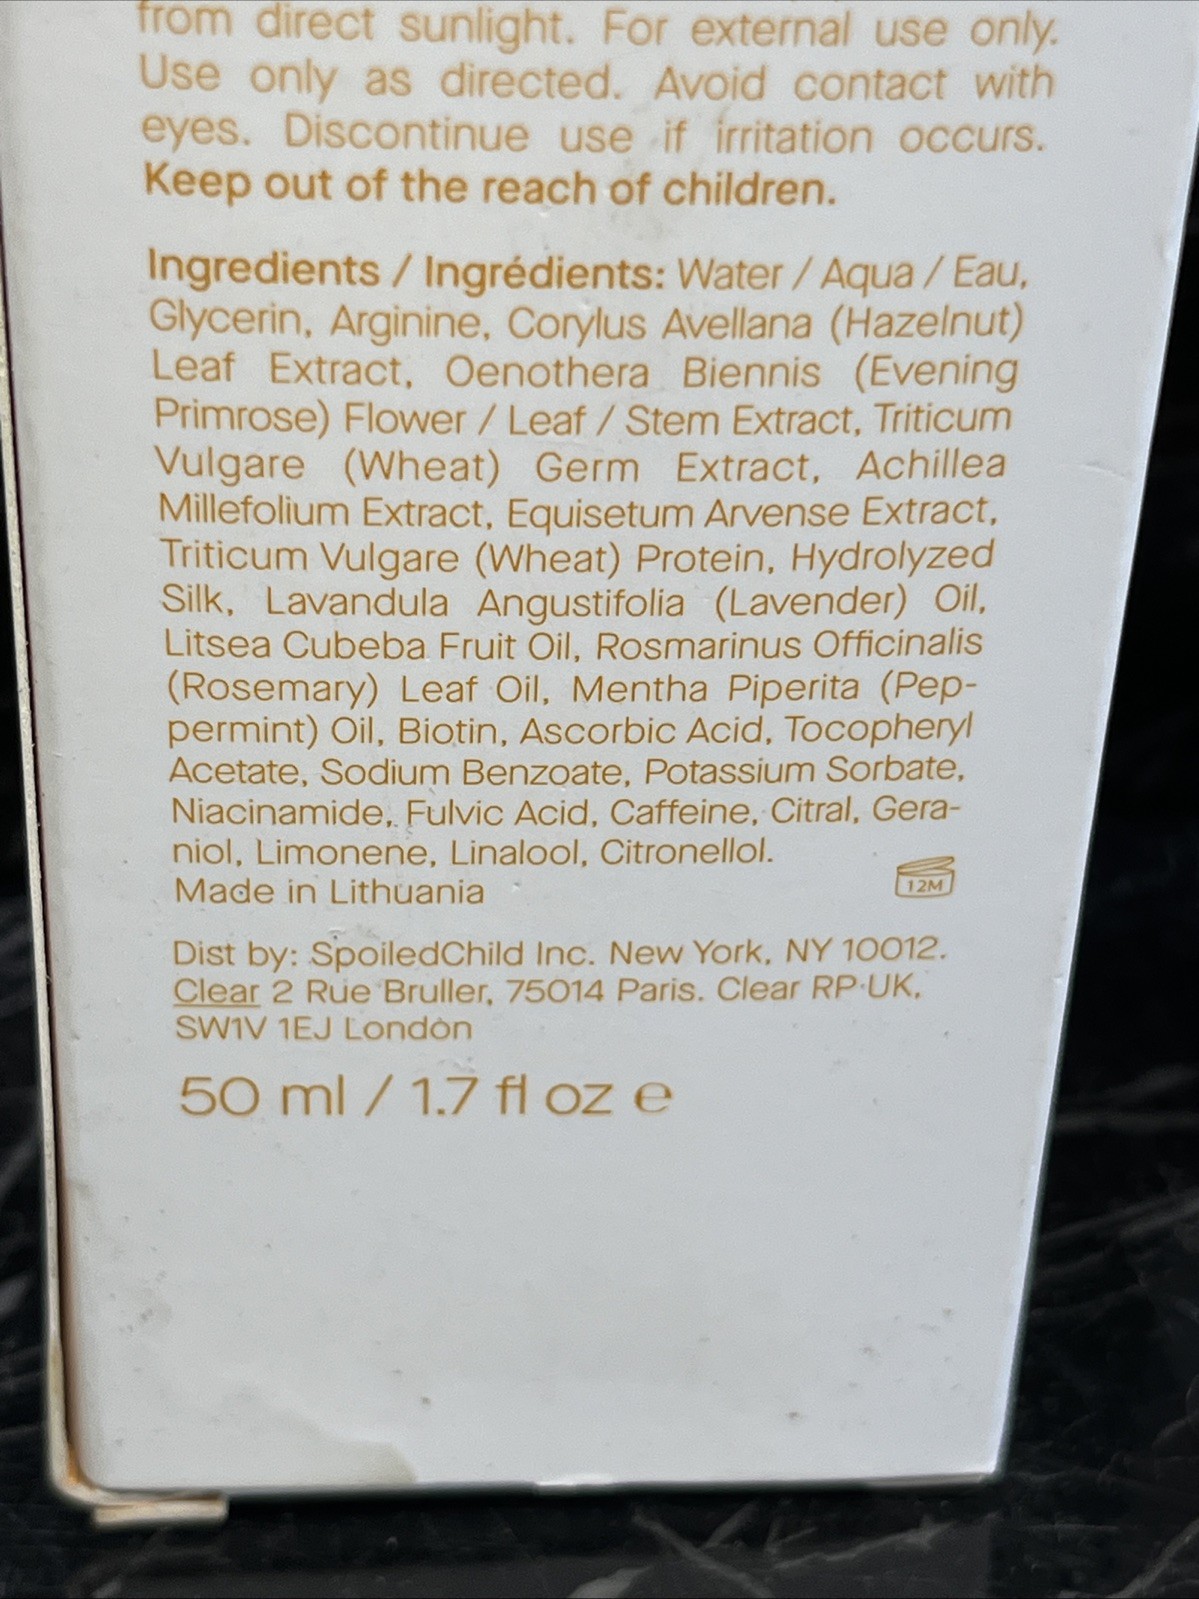 from direct sunlight. For external use only.
Use only as directed. Avoid contact with
eyes. Discontinue use if irritation occurs.
Keep out of the reach of children.
Ingredients / Ingrédients: Water / Aqua / Eau,
Glycerin, Arginine, Corylus Avellana (Hazelnut)
Leaf Extract, Oenothera Biennis (Evening
Primrose) Flower / Leaf / Stem Extract, Triticum
Vulgare (Wheat) Germ Extract, Achillea
Millefolium Extract, Equisetum Arvense Extract,
Triticum Vulgare (Wheat) Protein, Hydrolyzed
Silk, Lavandula Angustifolia (Lavender) Oil,
Litsea Cubeba Fruit Oil, Rosmarinus Officinalis
(Rosemary) Leaf Oil, Mentha Piperita (Pep-
permint) Oil, Biotin, Ascorbic Acid, Tocopheryl
Acetate, Sodium Benzoate, Potassium Sorbate,
Niacinamide, Fulvic Acid, Caffeine, Citral, Gera-
niol, Limonene, Linalool, Citronellol.
Made in Lithuania
12M
Dist by: SpoiledChild Inc. New York, NY 10012.
Clear 2 Rue Bruller, 75014 Paris. Clear RP UK,
SW1V 1EJ London
50 ml / 1.7 fl oz e